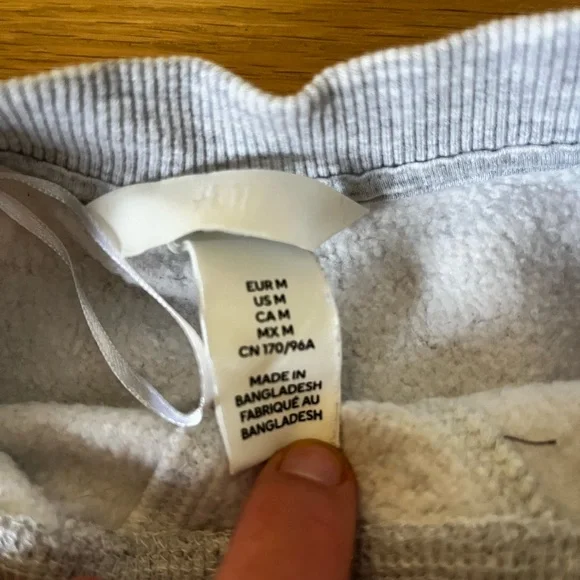 EUR M
US M
CA M
MX M
CN 170/96A
MADE IN
BANGLADESH
FABRIQUÉ AU
BANGLADESH